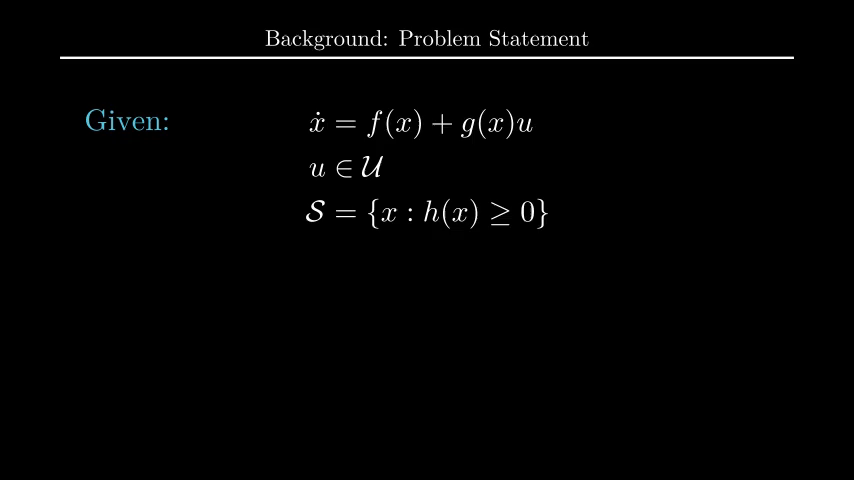 Background: Problem Statement
Given: ẋ = f(x) + g(x)u
u ∈ 𝒰
𝒮 = {x : h(x) ≥ 0}